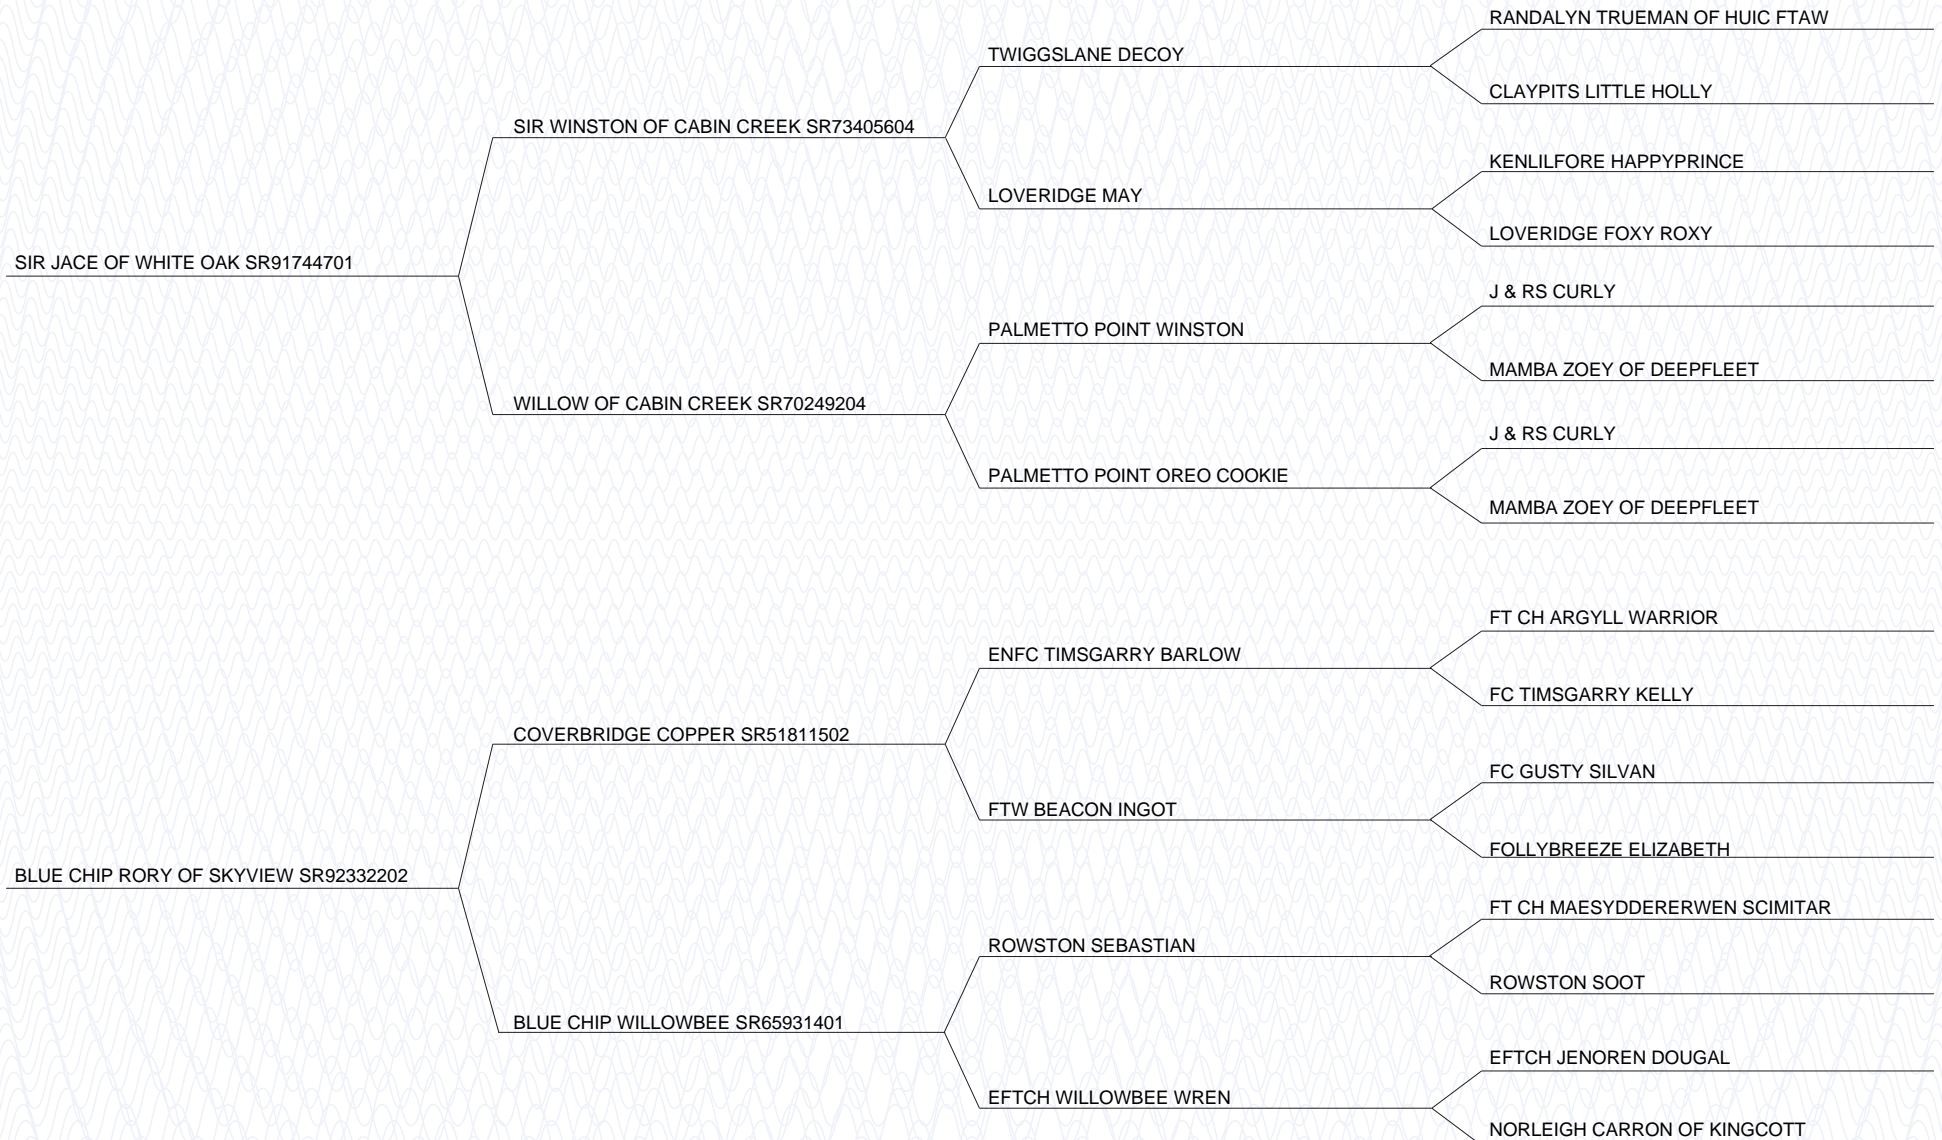 RANDALYN TRUEMAN OF HUIC FTAW
TWIGGSLANE DECOY
CLAYPITS LITTLE HOLLY
SIR WINSTON OF CABIN CREEK SR73405604
KENLILFORE HAPPYPRINCE
LOVERIDGE MAY
LOVERIDGE FOXY ROXY
SIR JACE OF WHITE OAK SR91744701
J & RS CURLY
PALMETTO POINT WINSTON
MAMBA ZOEY OF DEEPFLEET
WILLOW OF CABIN CREEK SR70249204
J & RS CURLY
PALMETTO POINT OREO COOKIE
MAMBA ZOEY OF DEEPFLEET
FT CH ARGYLL WARRIOR
ENFC TIMSGARRY BARLOW
FC TIMSGARRY KELLY
COVERBRIDGE COPPER SR51811502
FC GUSTY SILVAN
FTW BEACON INGOT
FOLLYBREEZE ELIZABETH
BLUE CHIP RORY OF SKYVIEW SR92332202
FT CH MAESYDDERERWEN SCIMITAR
ROWSTON SEBASTIAN
ROWSTON SOOT
BLUE CHIP WILLOWBEE SR65931401
EFTCH JENOREN DOUGAL
EFTCH WILLOWBEE WREN
NORLEIGH CARRON OF KINGCOTT